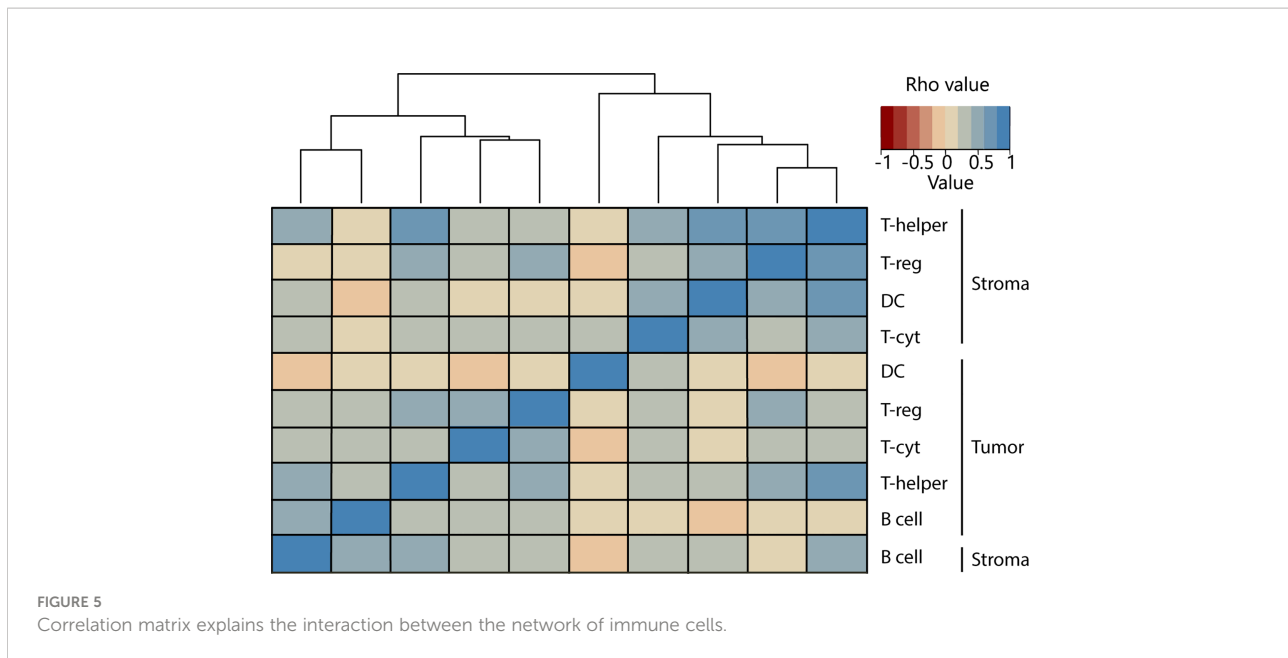 Rho value
-1 -0.5 0 0.5 1
Value
T-helper
T-reg
DC
T-cyt
Stroma
DC
T-reg
T-cyt
T-helper
B cell
Tumor
B cell
Stroma
FIGURE 5
Correlation matrix explains the interaction between the network of immune cells.